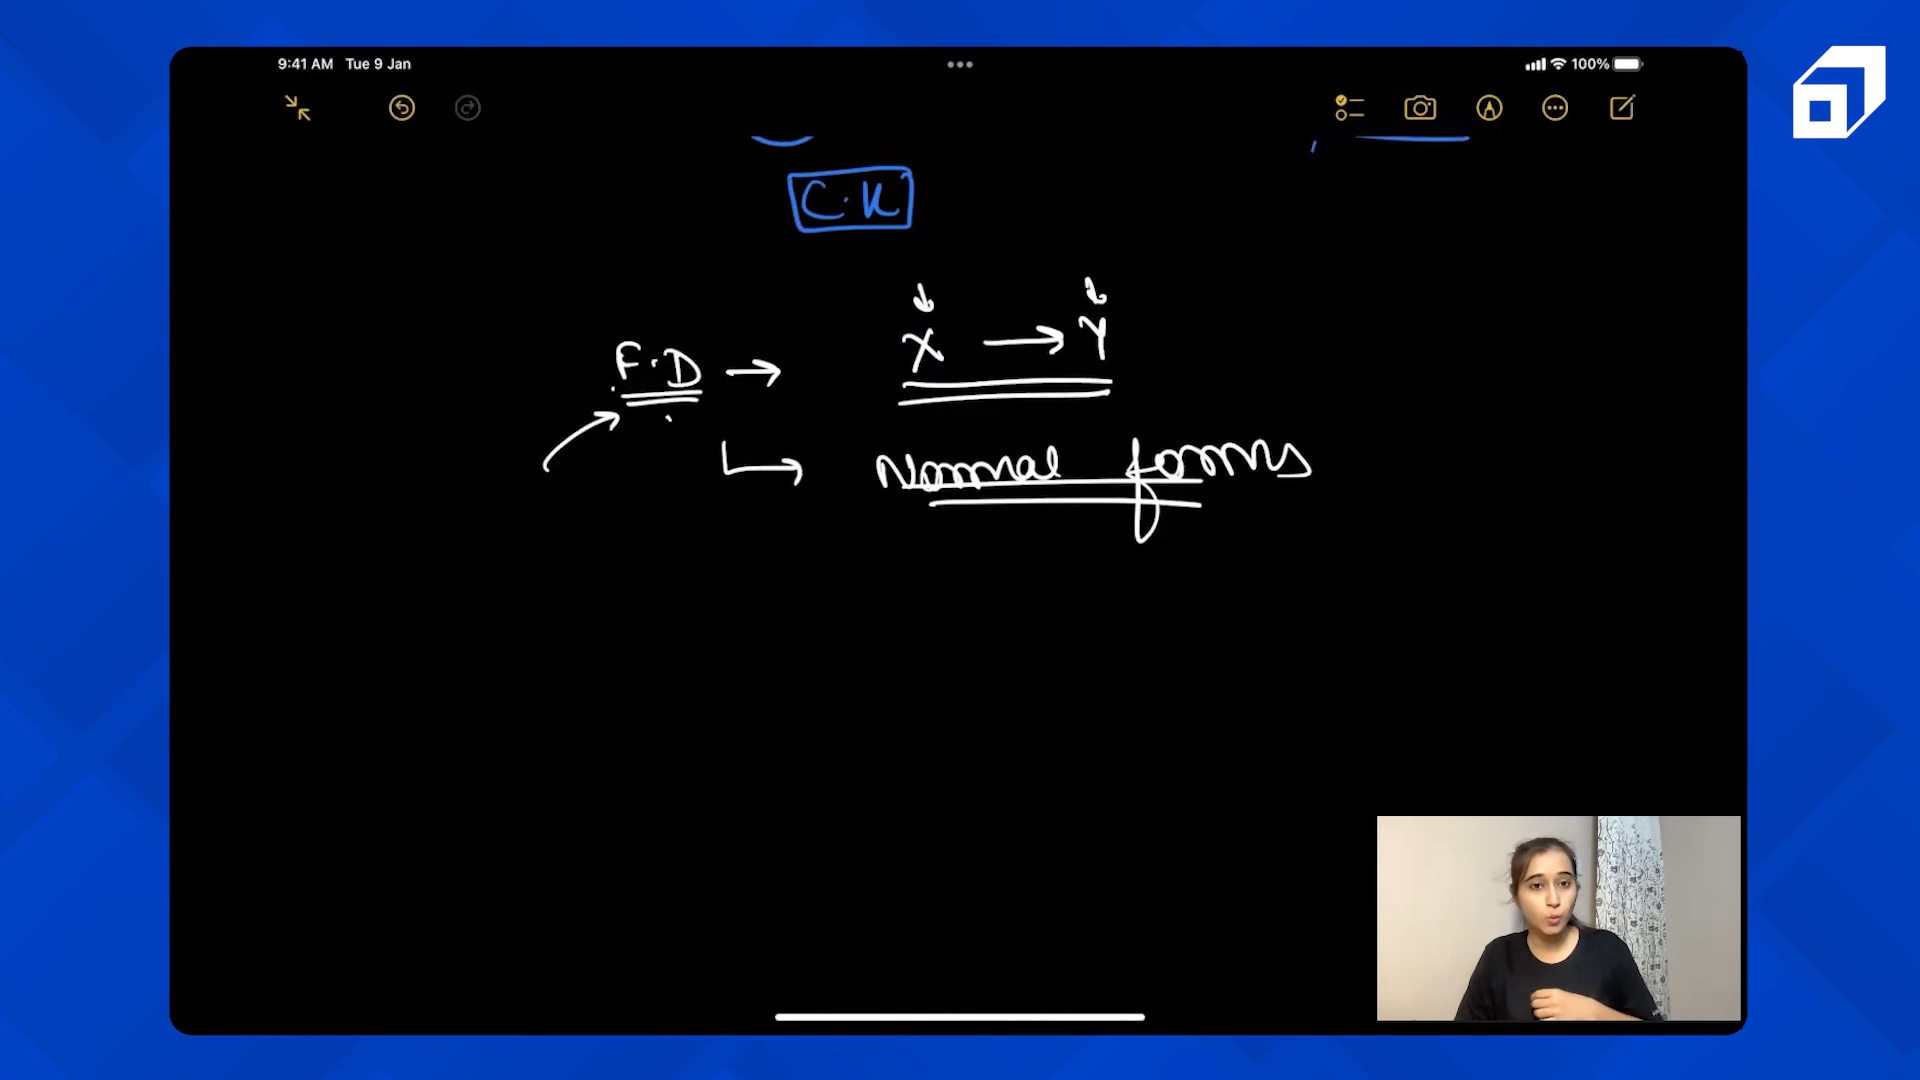 9:41 AM Tue 9 Jan
100%
C.K
X → Y
F.D →
Normal forms